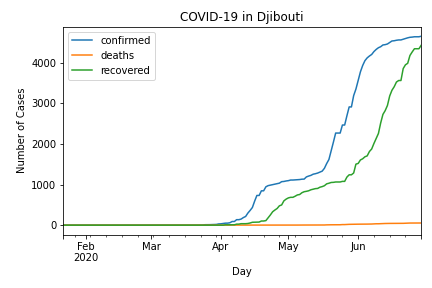 COVID-19 in Djibouti
confirmed
deaths
recovered
Number of Cases
4000
3000
2000
1000
0
Feb
2020
Mar
Apr
May
Jun
Day